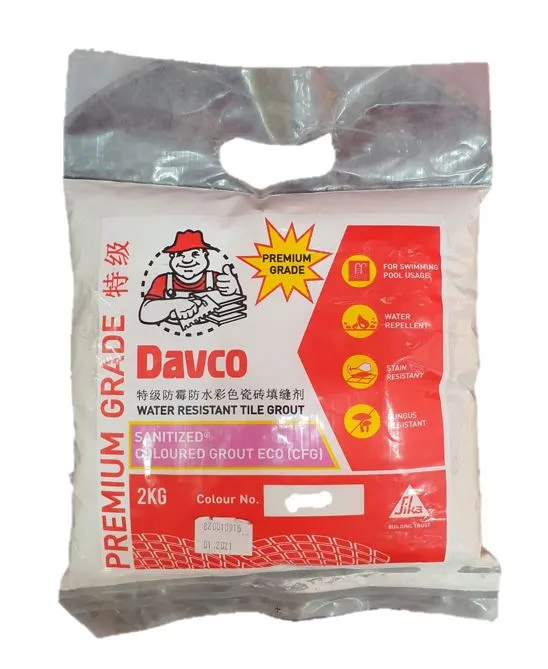 PREMIUM GRADE 特级
PREMIUM
GRADE
Davco
特级防霉防水彩色瓷砖填缝剂
WATER RESISTANT TILE GROUT
SANITIZED®
COLOURED GROUT ECO (CFG)
2KG
Colour No.
01.2021
FOR SWIMMING
POOL USAGE
WATER
REPELLENT
STAIN
RESISTANT
FUNGUS
RESISTANT
Sika
BUILDING TRUST